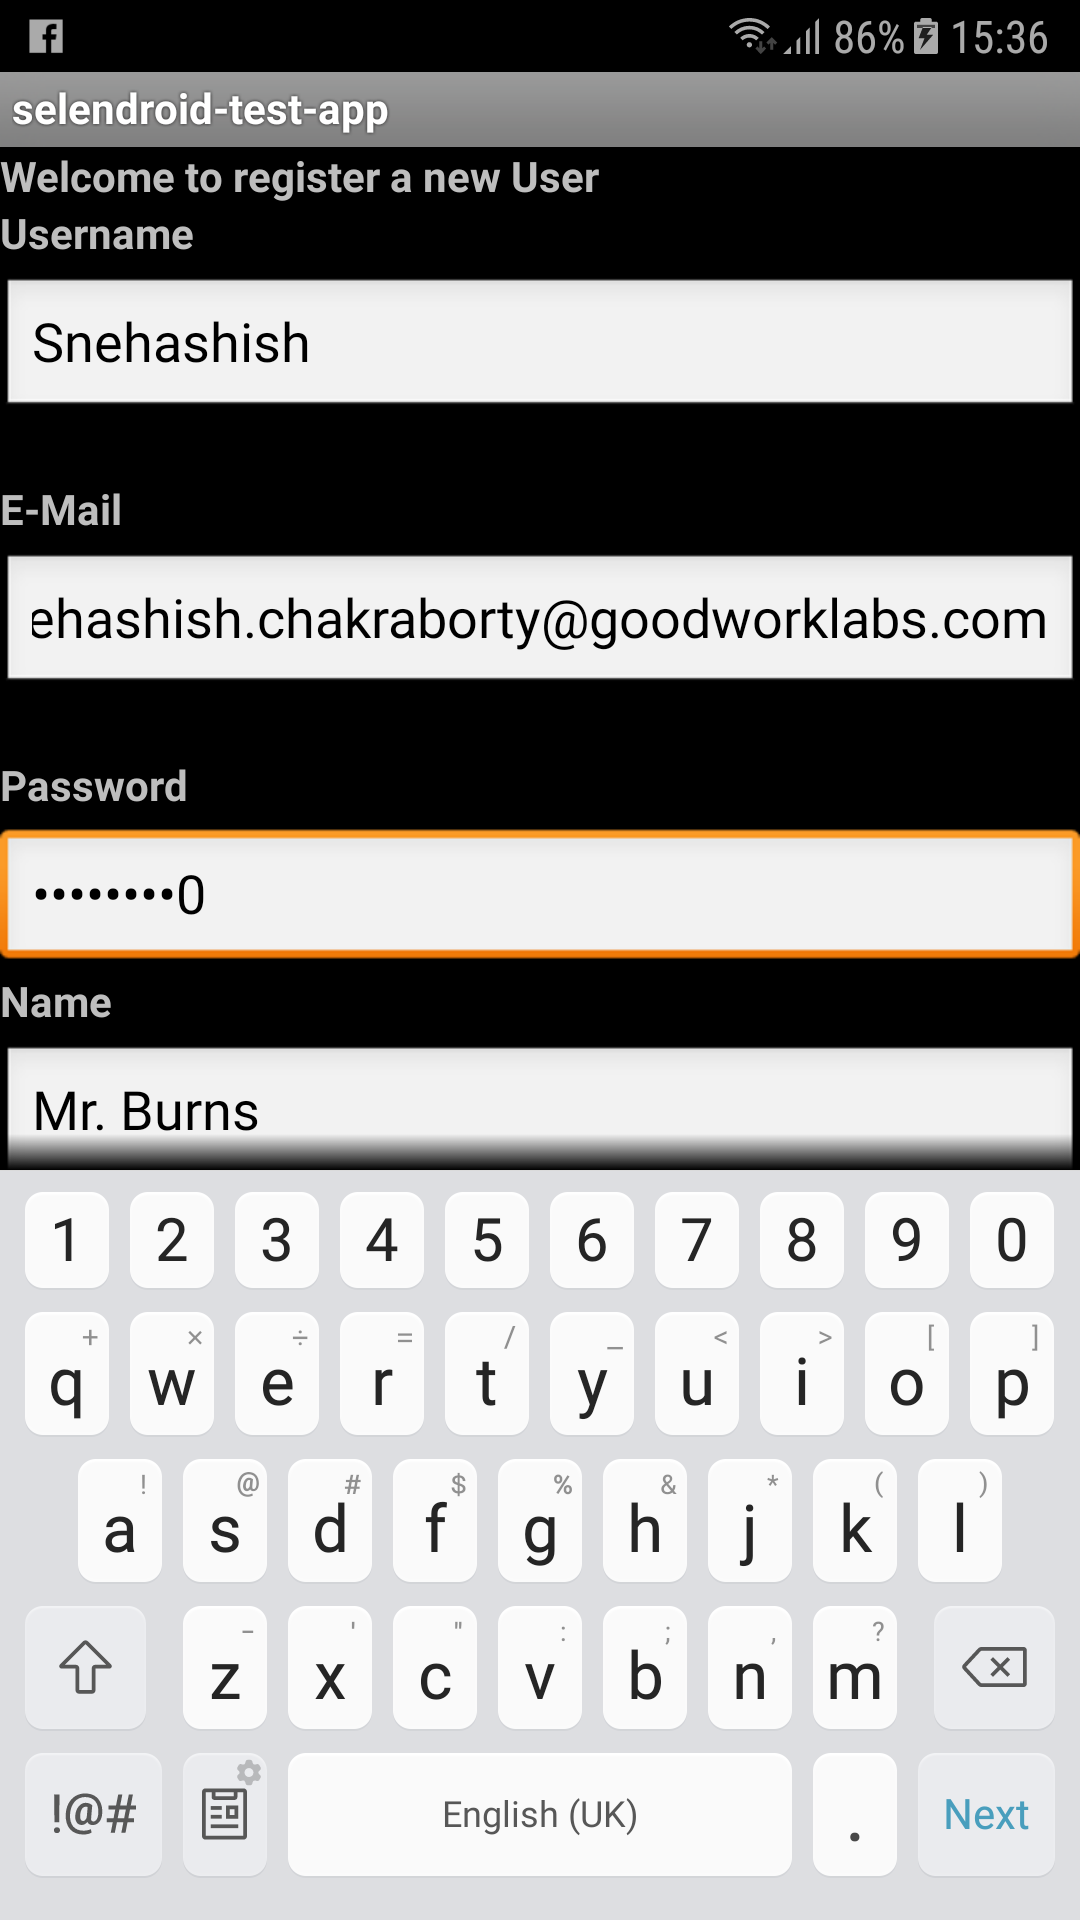 86% 15:36
selendroid-test-app
Welcome to register a new User
Username
Snehashish
E-Mail
ehashish.chakraborty@goodworklabs.com
Password
••••••••0
Name
Mr. Burns
1 2 3 4 5 6 7 8 9 0
+ × ÷ = / _ < > [ ]
q w e r t y u i o p
! @ # $ % & * ( )
a s d f g h j k l
- ' " : ; , ?
z x c v b n m
!@# English (UK) . Next